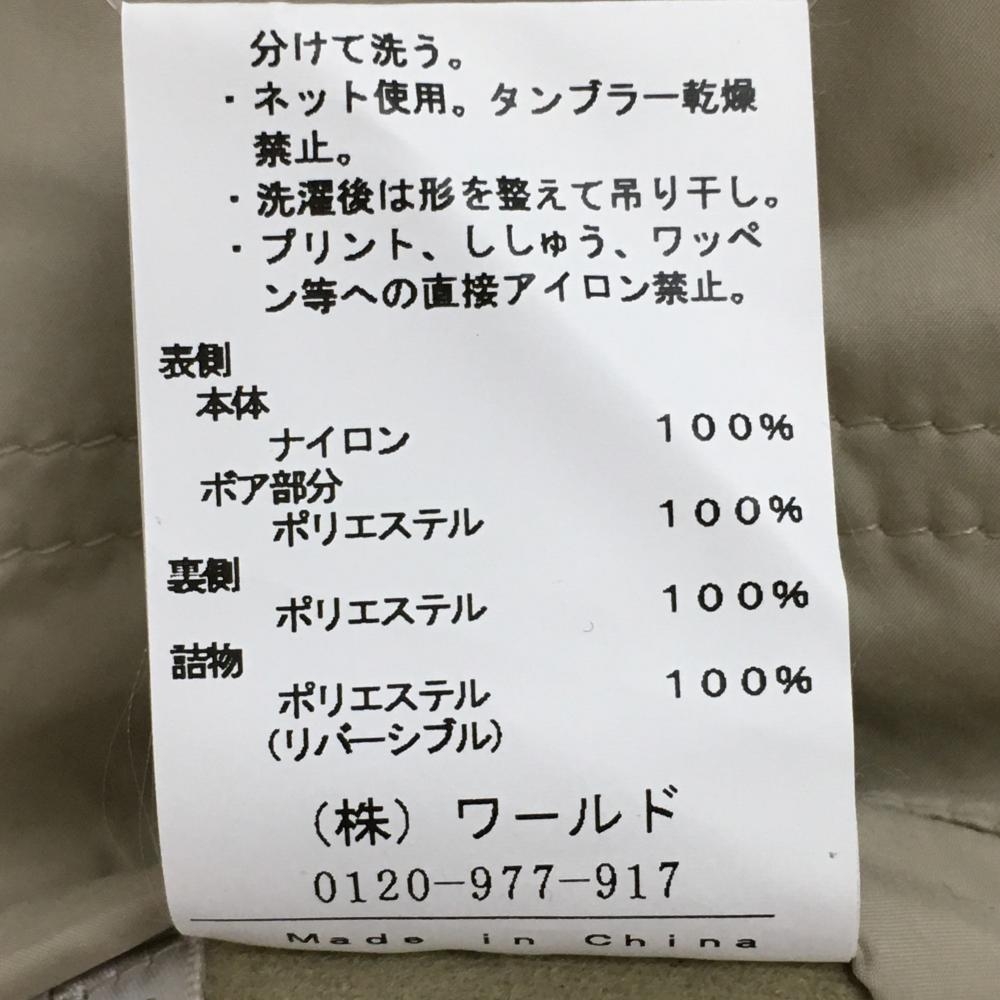 分けて洗う。
・ネット使用。タンブラー乾燥
禁止。
・洗濯後は形を整えて吊り干し。
・プリント、ししゅう、ワッペ
ン等への直接アイロン禁止。
表側
本体
ナイロン 100%
ボア部分
ポリエステル 100%
裏側
ポリエステル 100%
詰物
ポリエステル 100%
(リバーシブル)
(株)ワールド
0120-977-917
Made in China